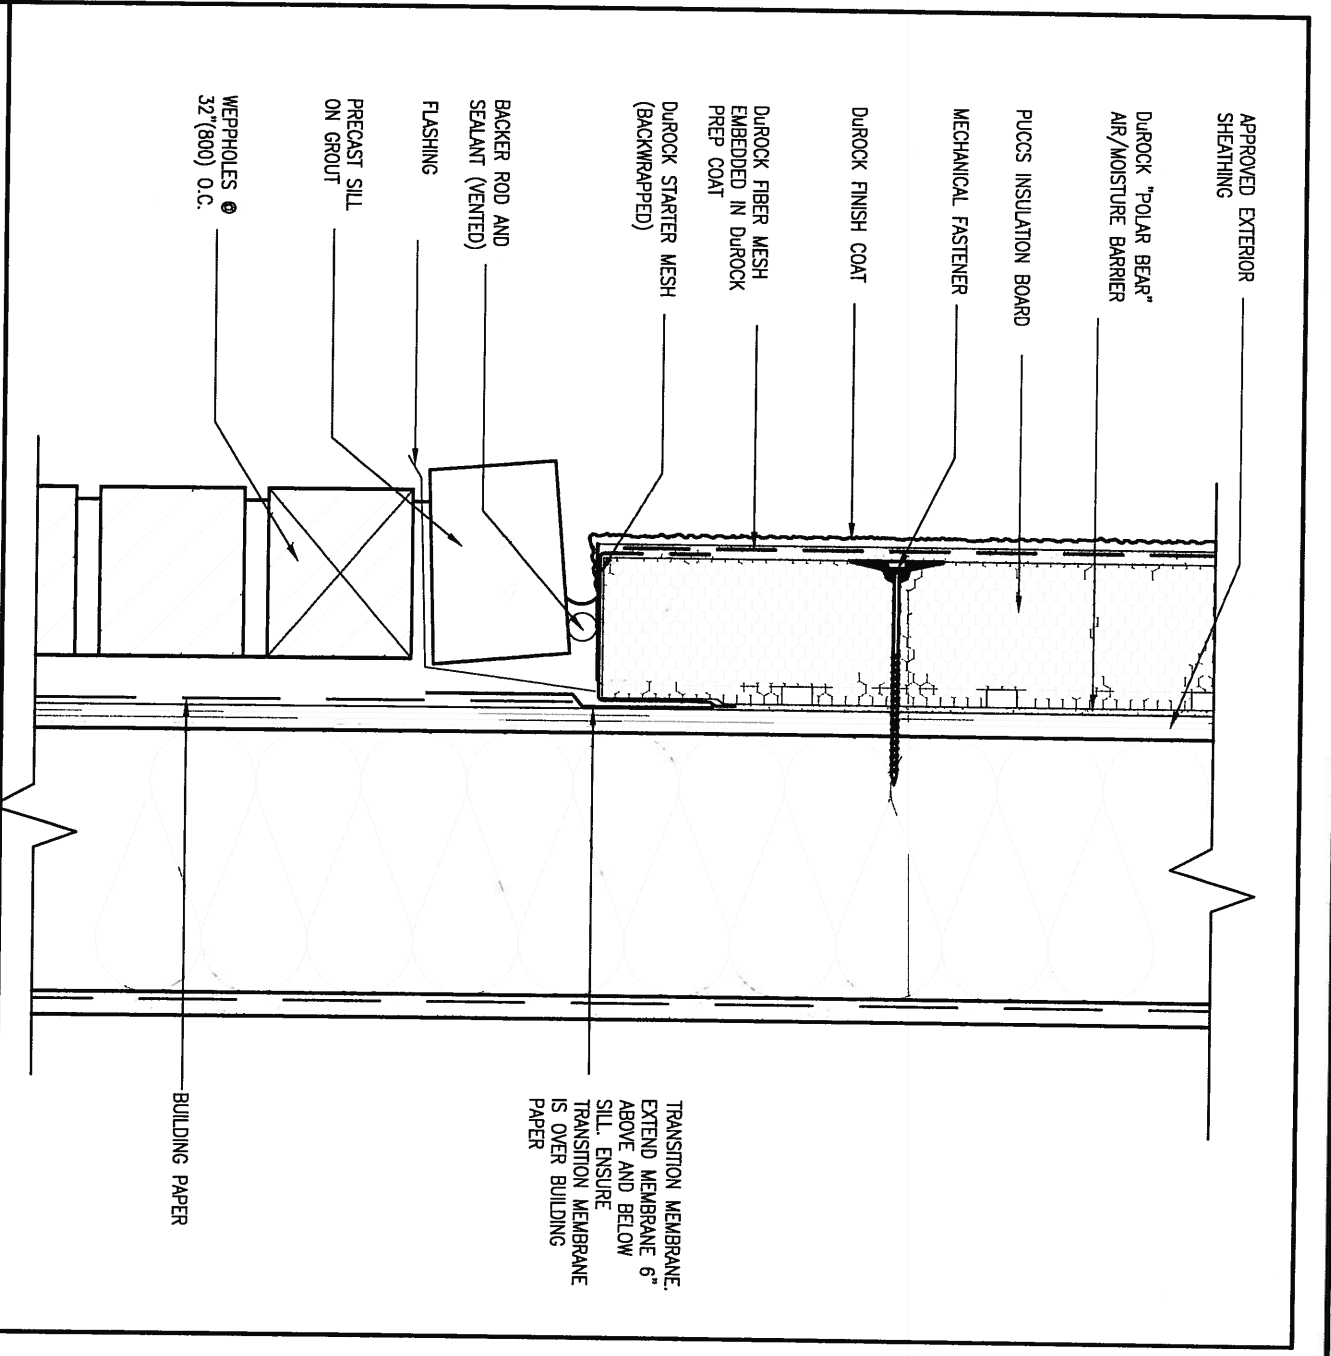 APPROVED EXTERIOR
SHEATHING
DuROCK "POLAR BEAR"
AIR/MOISTURE BARRIER
PUCCS INSULATION BOARD
MECHANICAL FASTENER
DuROCK FINISH COAT
DuROCK FIBER MESH
EMBEDDED IN DuROCK
PREP COAT
DuROCK STARTER MESH
(BACKWRAPPED)
BACKER ROD AND
SEALANT (VENTED)
FLASHING
PRECAST SILL
ON GROUT
WEPPHOLES @
32"(800) O.C.
TRANSITION MEMBRANE.
EXTEND MEMBRANE 6"
ABOVE AND BELOW
SILL. ENSURE
TRANSITION MEMBRANE
IS OVER BUILDING
PAPER
BUILDING PAPER